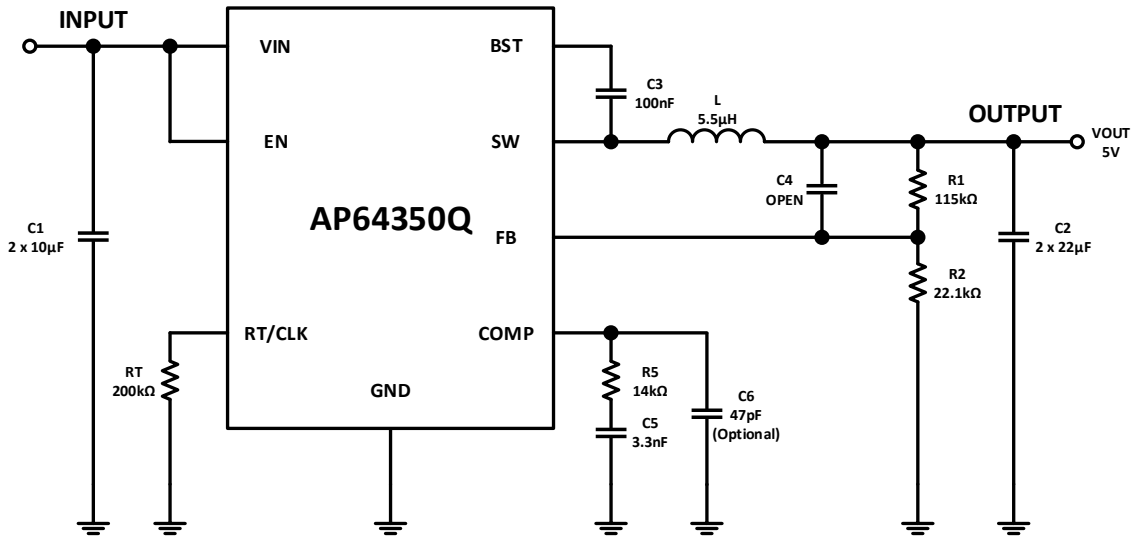 INPUT
VIN
BST
C3
100nF
L
5.5µH
OUTPUT
VOUT
5V
EN
SW
C4
OPEN
R1
115kΩ
AP64350Q
FB
C1
2 x 10µF
C2
2 x 22µF
R2
22.1kΩ
RT/CLK
COMP
RT
200kΩ
GND
R5
14kΩ
C6
47pF
(Optional)
C5
3.3nF